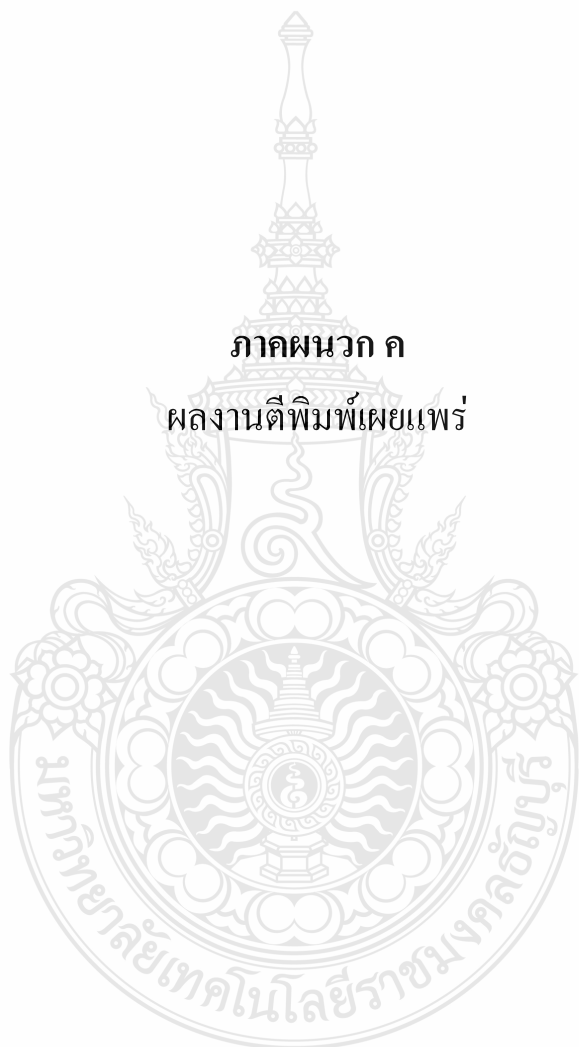 ภาคผนวก ค
ผลงานตีพิมพ์เผยแพร่
มหาวิทยาลัยเทคโนโลยีราชมงคลธัญบุรี